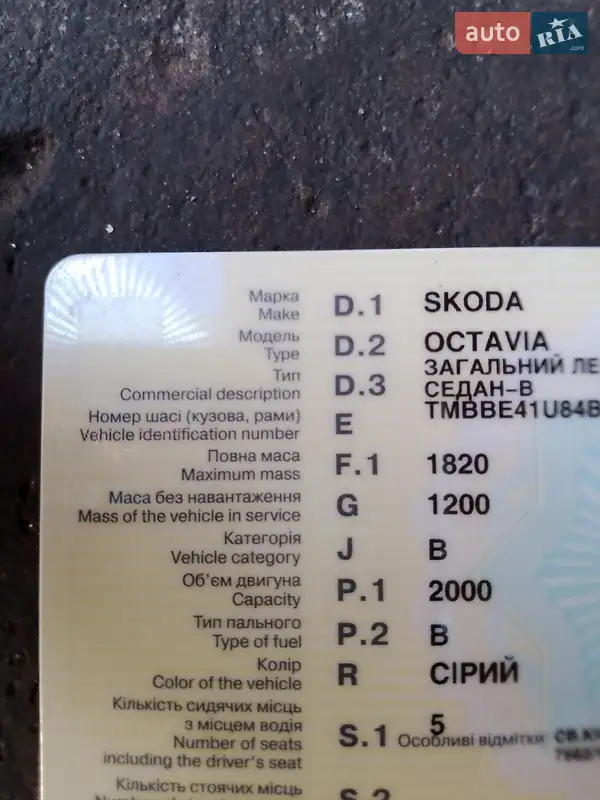 auto RIA .com
Марка
Make
D.1 SKODA
Модель
Type
D.2 OCTAVIA
Тип
Commercial description
D.3 ЗАГАЛЬНИЙ ЛЕ
СЕДАН-В
Номер шасі (кузова, рами)
Vehicle identification number
E TMBBE41U84B
Повна маса
Maximum mass
F.1 1820
Маса без навантаження
Mass of the vehicle in service
G 1200
Категорія
Vehicle category
J B
Об'єм двигуна
Capacity
P.1 2000
Тип пального
Type of fuel
P.2 B
Колір
Color of the vehicle
R СІРИЙ
Кількість сидячих місць
з місцем водія
Number of seats
including the driver's seat
S.1 5
Особливі відмітки
Кількість стоячих місць
S.2